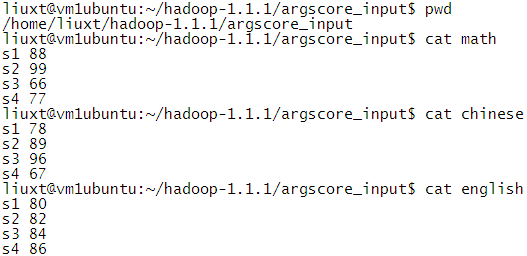 liuxt@vm1ubuntu:~/hadoop-1.1.1/argscore_input$ pwd
/home/liuxt/hadoop-1.1.1/argscore_input
liuxt@vm1ubuntu:~/hadoop-1.1.1/argscore_input$ cat math
s1 88
s2 99
s3 66
s4 77
liuxt@vm1ubuntu:~/hadoop-1.1.1/argscore_input$ cat chinese
s1 78
s2 89
s3 96
s4 67
liuxt@vm1ubuntu:~/hadoop-1.1.1/argscore_input$ cat english
s1 80
s2 82
s3 84
s4 86